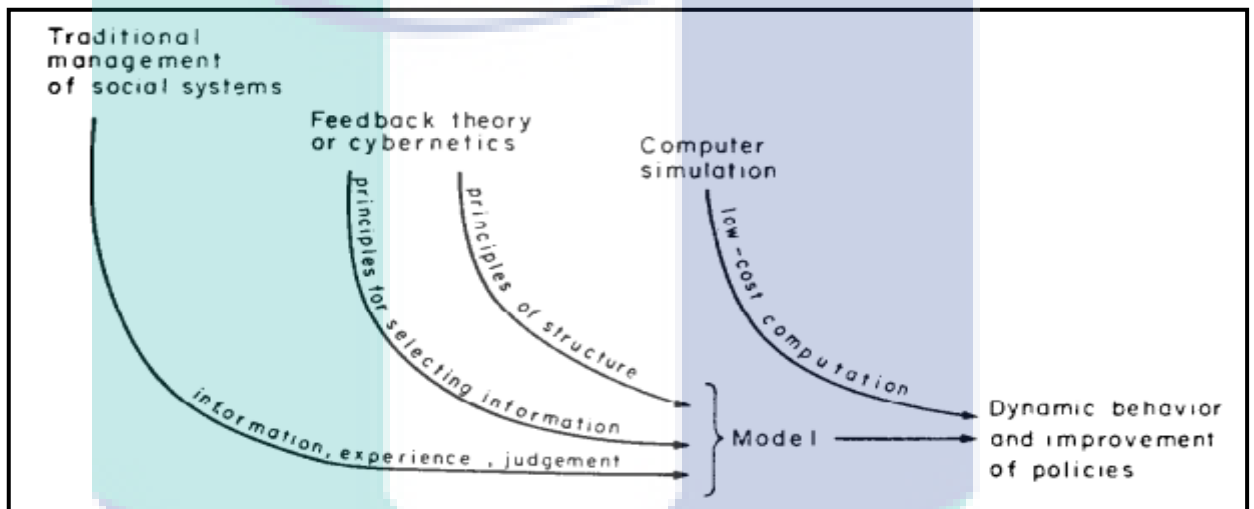 Traditional
management
of social systems
Feedback theory
or cybernetics
Computer
simulation
principles for selecting information
principles of structure
low-cost computation
information, experience, judgement
Model
Dynamic behavior
and improvement
of policies